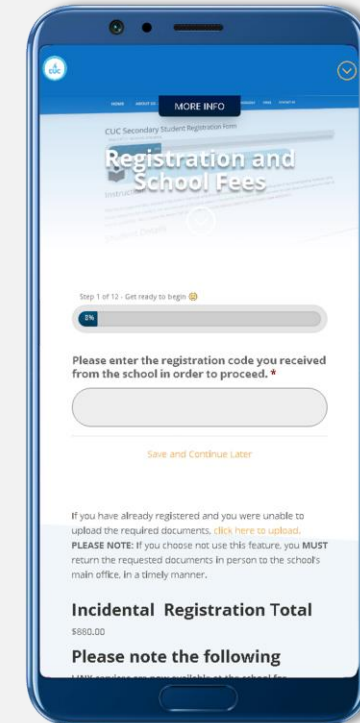 CUC
HOME ABOUT US MORE INFO
CUC Secondary Student Registration Form
Registration and
School Fees
Step 1 of 12 - Get ready to begin 😊
8%
Please enter the registration code you received
from the school in order to proceed. *
Save and Continue Later
If you have already registered and you were unable to
upload the required documents, click here to upload.
PLEASE NOTE: If you choose not use this feature, you MUST
return the requested documents in person to the school's
main office, in a timely manner.
Incidental Registration Total
$880.00
Please note the following